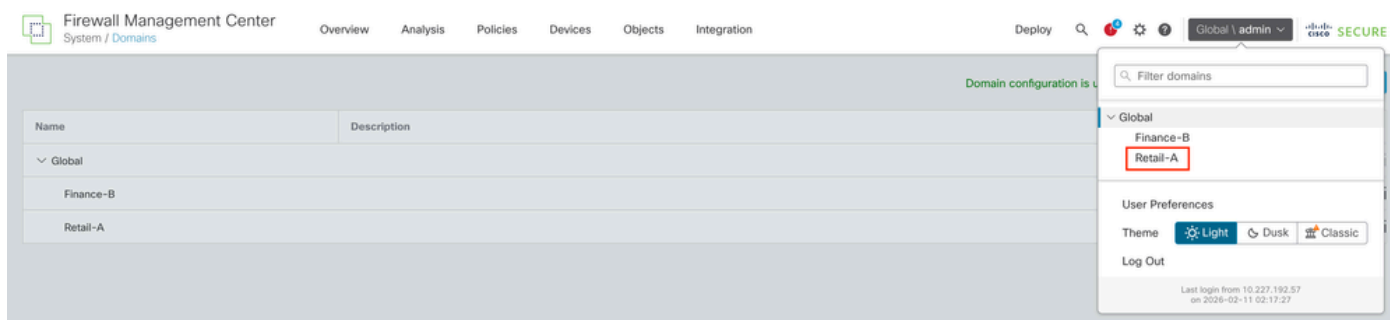 Firewall Management Center
System / Domains
Overview Analysis Policies Devices Objects Integration Deploy 4 Global \ admin cisco SECURE
Filter domains
Domain configuration is u
Name Description
Global
Finance-B
Retail-A
Global
Finance-B
Retail-A
User Preferences
Theme Light Dusk Classic
Log Out
Last login from 10.227.192.57
on 2026-02-11 02:17:27